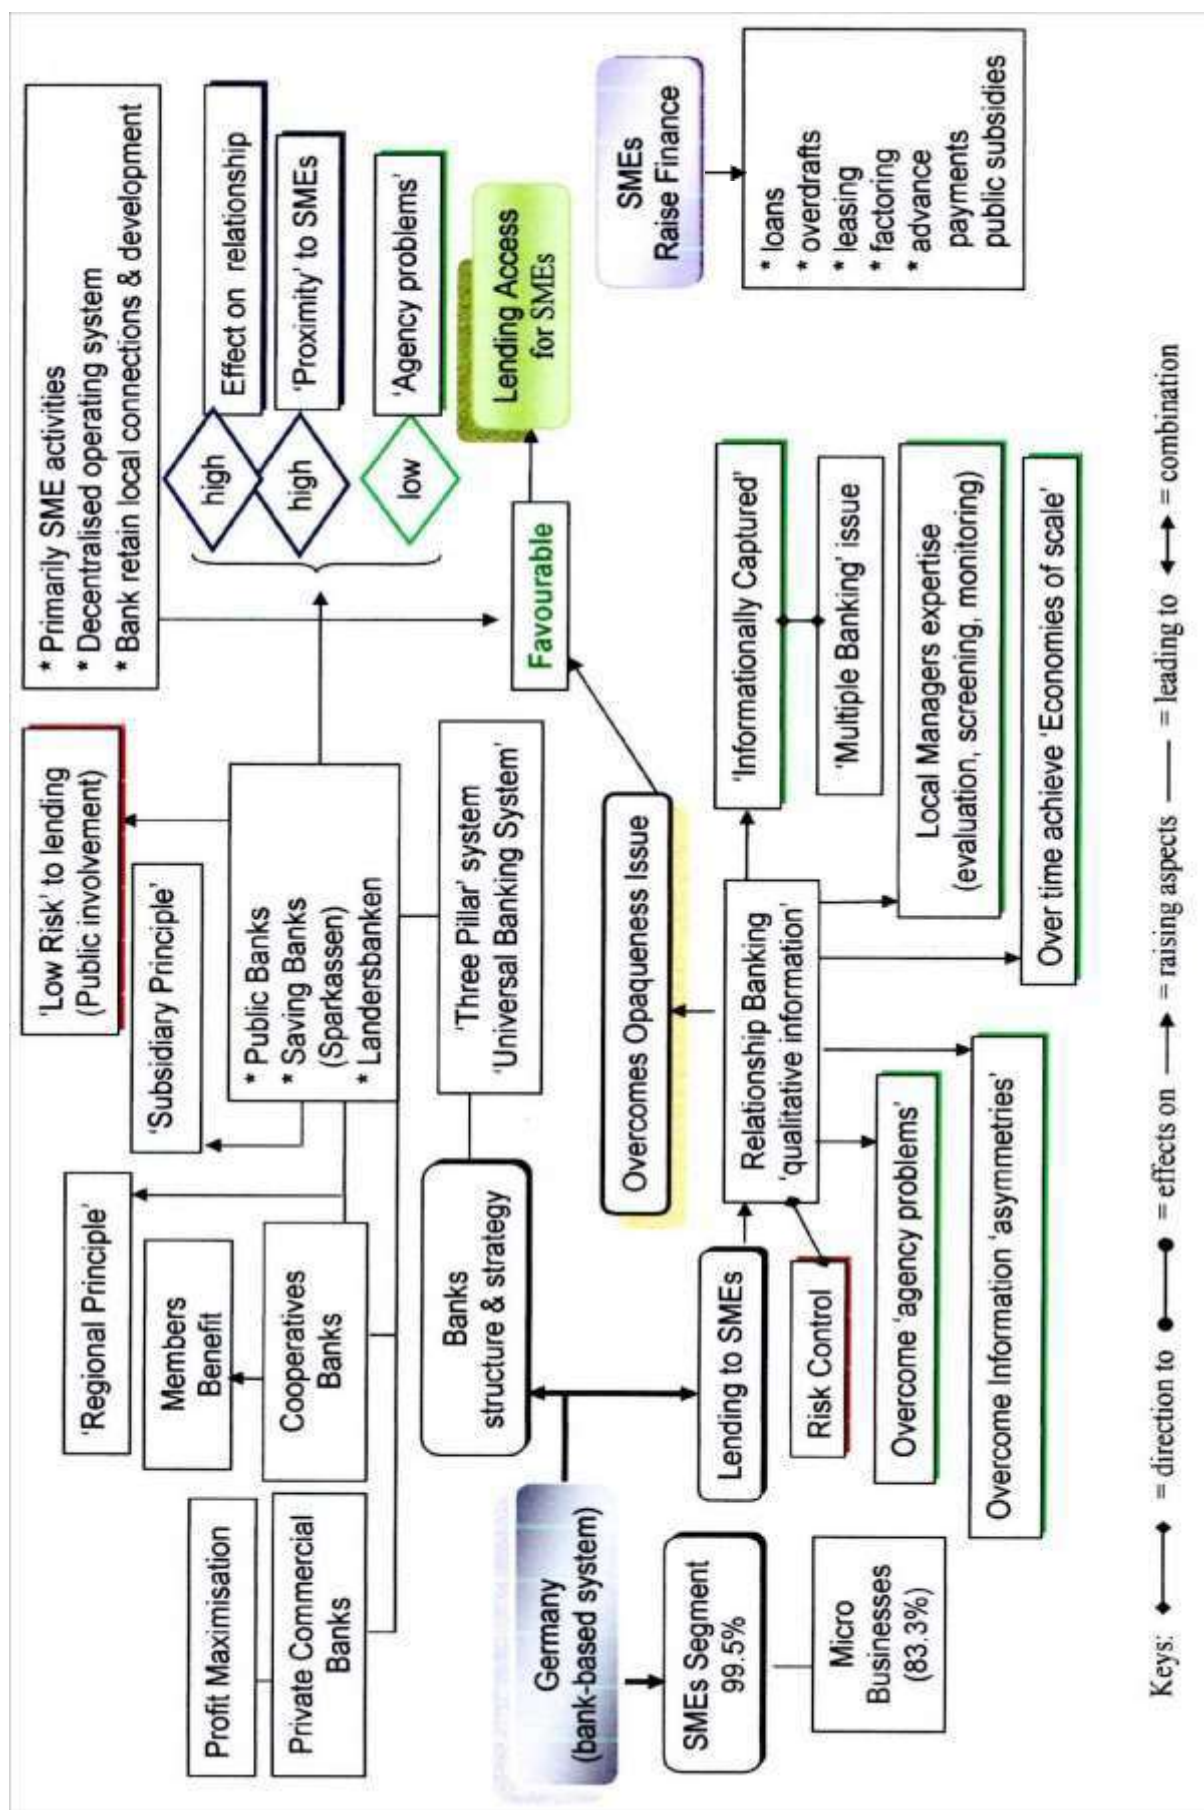 Profit Maximisation
Private Commercial
Banks
'Regional Principle'
Members
Benefit
Cooperatives
Banks
'Low Risk' to lending
(Public involvement)
'Subsidiary Principle'
* Public Banks
* Saving Banks
(Sparkassen)
* Landersbanken
* Primarily SME activities
* Decentralised operating system
* Bank retain local connections & development
high
Effect on relationship
high
'Proximity' to SMEs
low
'Agency problems'
Banks
structure & strategy
'Three Pillar' system
'Universal Banking System'
Favourable
Lending Access
for SMEs
Germany
(bank-based system)
SMEs Segment
99.5%
Micro
Businesses
(83.3%)
Lending to SMEs
Overcomes Opaqueness Issue
Relationship Banking
'qualitative information'
Risk Control
Overcome 'agency problems'
Overcome Information 'asymmetries'
'Informationally Captured'
'Multiple Banking' issue
Local Managers expertise
(evaluation, screening, monitoring)
Over time achieve 'Economies of scale'
SMEs
Raise Finance
* loans
* overdrafts
* leasing
* factoring
* advance
payments
public subsidies
Keys: = direction to = effects on = raising aspects = leading to = combination